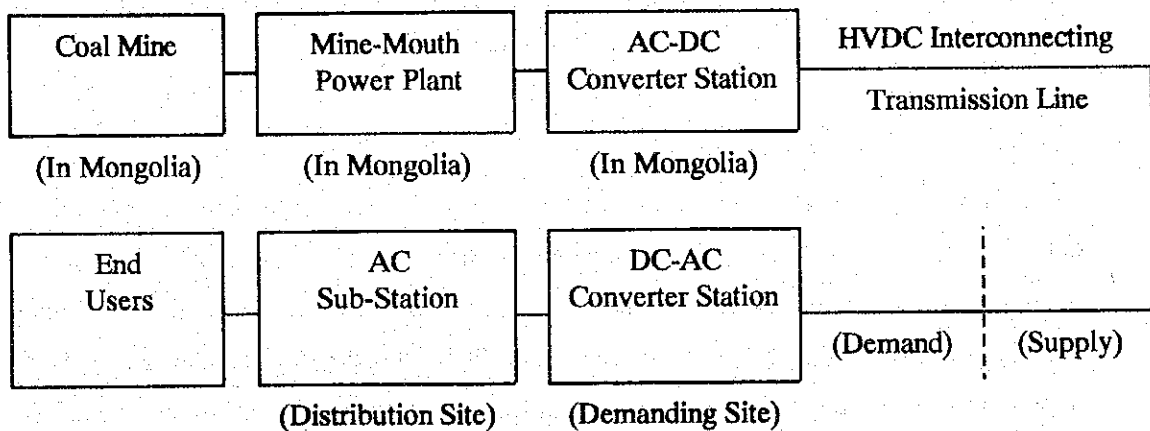 Coal Mine
Mine-Mouth
Power Plant
AC-DC
Converter Station
HVDC Interconnecting
Transmission Line
(In Mongolia)
(In Mongolia)
(In Mongolia)
End
Users
AC
Sub-Station
DC-AC
Converter Station
(Demand)
(Supply)
(Distribution Site)
(Demanding Site)